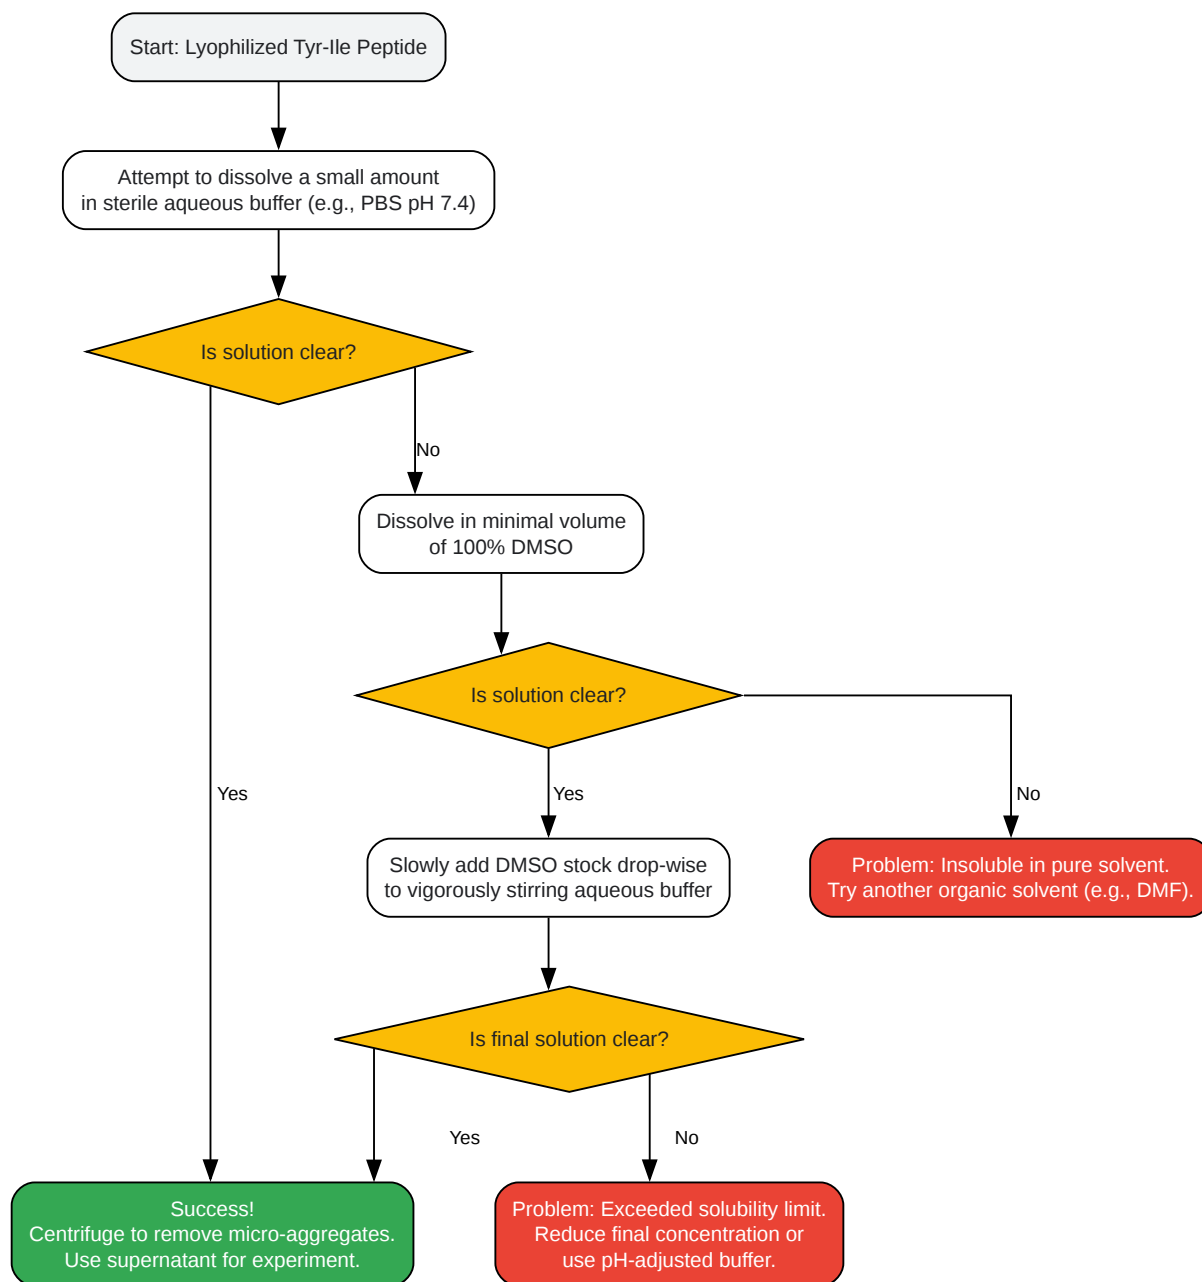 Start: Lyophilized Tyr-Ile Peptide
Attempt to dissolve a small amount
in sterile aqueous buffer (e.g., PBS pH 7.4)
Is solution clear?
No
Dissolve in minimal volume
of 100% DMSO
Is solution clear?
Yes
Yes
No
Slowly add DMSO stock drop-wise
to vigorously stirring aqueous buffer
Problem: Insoluble in pure solvent.
Try another organic solvent (e.g., DMF).
Is final solution clear?
Yes
No
Success!
Centrifuge to remove micro-aggregates.
Use supernatant for experiment.
Problem: Exceeded solubility limit.
Reduce final concentration or
use pH-adjusted buffer.